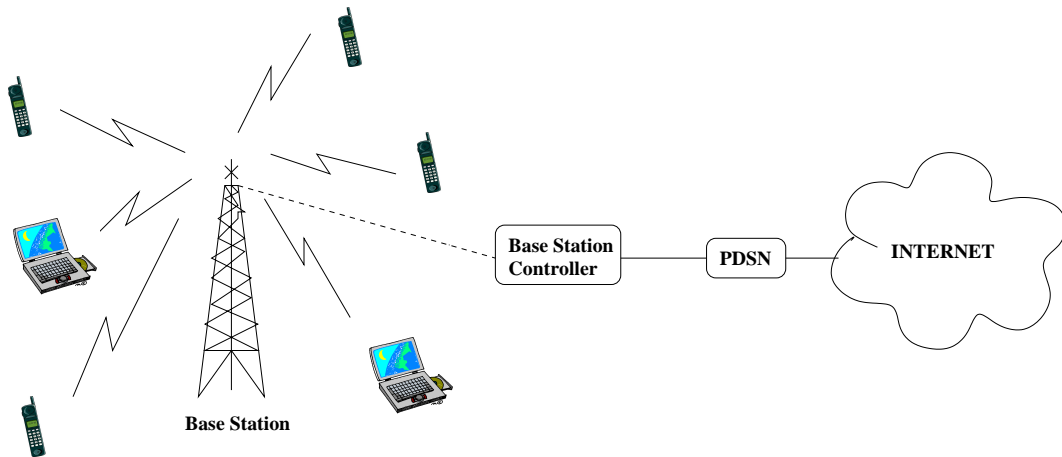 Base Station
Controller
PDSN
INTERNET
Base Station